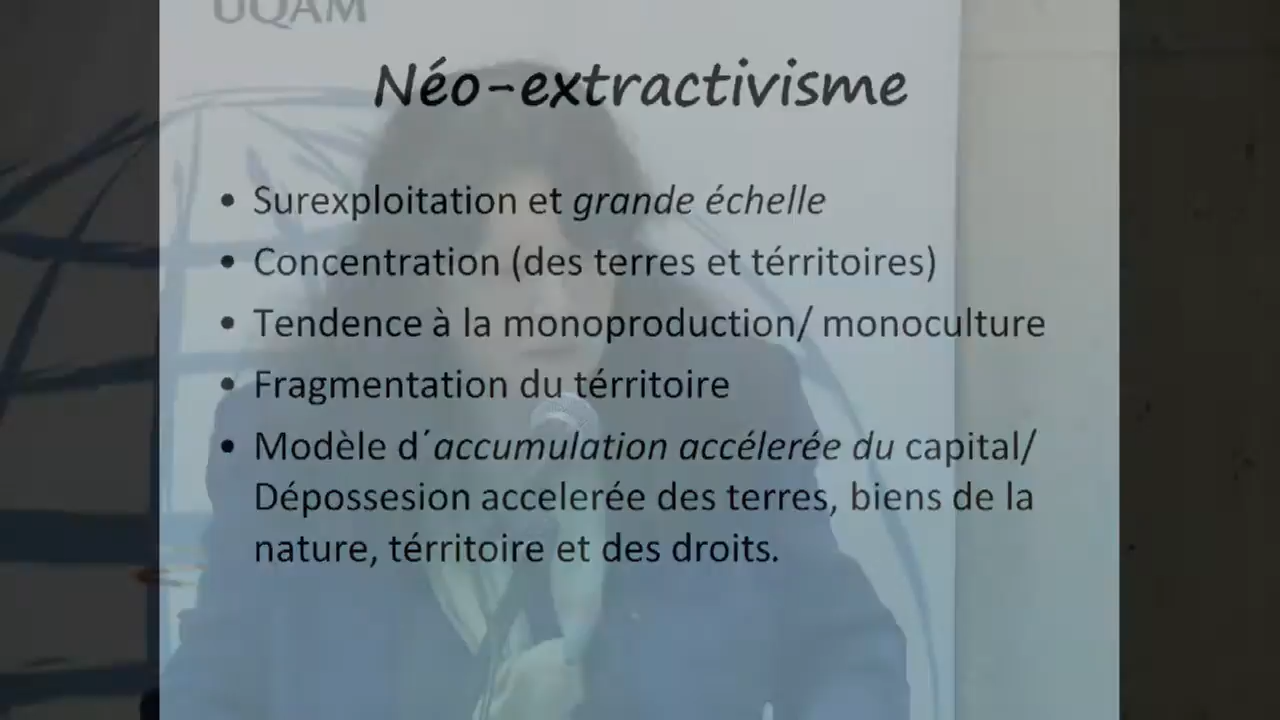 UQAM
Néo-extractivisme
• Surexploitation et grande échelle
• Concentration (des terres et térritoires)
• Tendence à la monoproduction/ monoculture
• Fragmentation du térritoire
• Modèle d´accumulation accélerée du capital/
Dépossesion accelerée des terres, biens de la
nature, térritoire et des droits.